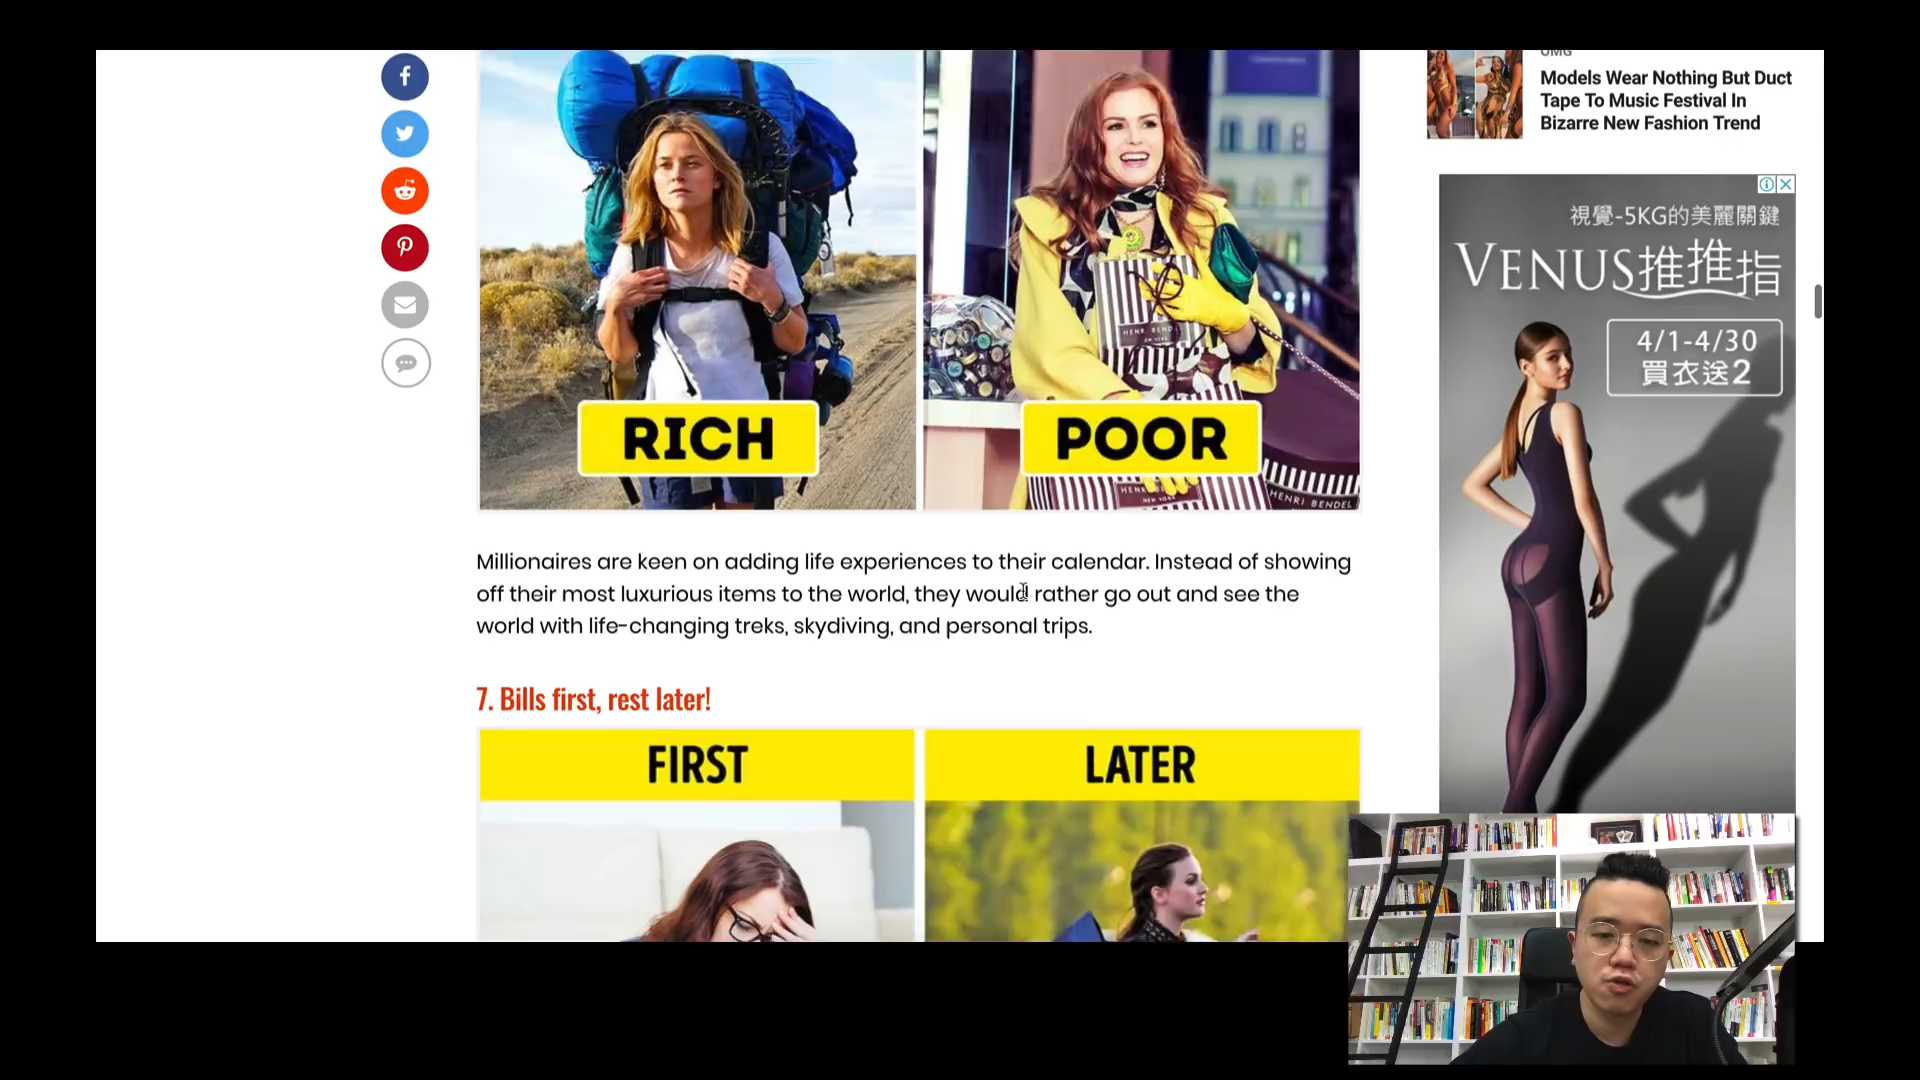 RICH
POOR
HENRI BENDEL
Millionaires are keen on adding life experiences to their calendar. Instead of showing
off their most luxurious items to the world, they would rather go out and see the
world with life-changing treks, skydiving, and personal trips.
7. Bills first, rest later!
FIRST
LATER
Models Wear Nothing But Duct
Tape To Music Festival In
Bizarre New Fashion Trend
視覺-5KG的美麗關鍵
VENUS推推指
4/1-4/30
買衣送2